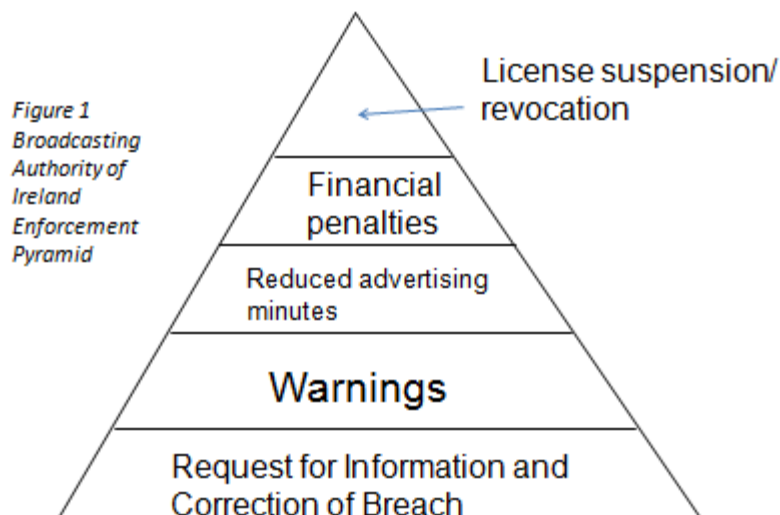 License suspension/
revocation
Figure 1
Broadcasting
Authority of
Ireland
Enforcement
Pyramid
Financial
penalties
Reduced advertising
minutes
Warnings
Request for Information and
Correction of Breach